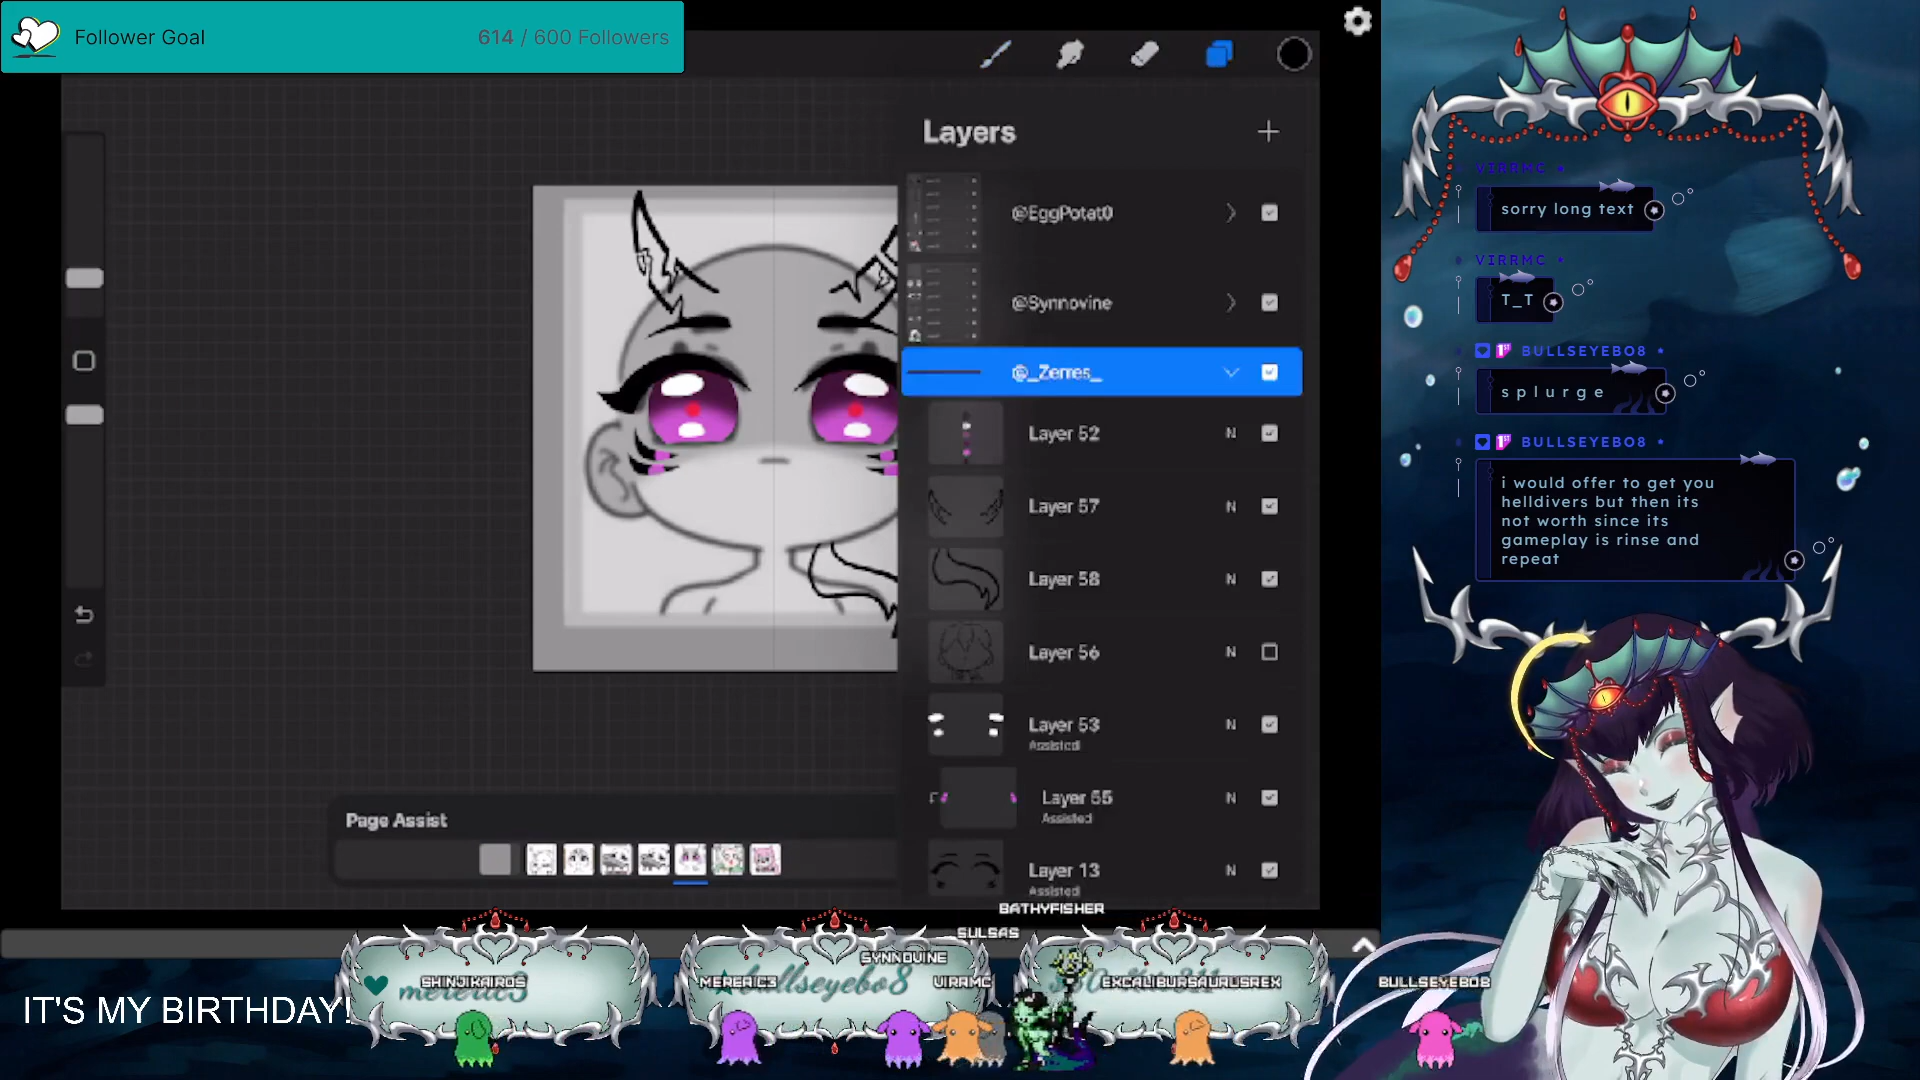 Follower Goal
614 / 600 Followers
Layers
@EggPotat0
@Synnovine
@_Zerres_
Layer 52
N
Layer 57
N
Layer 58
N
Layer 56
N
Layer 53
N
Assisted
Layer 55
N
Assisted
Layer 13
N
Assisted
Page Assist
VIRRMC
sorry long text
VIRRMC
T_T
BULLSEYEBO8
s p l u r g e
BULLSEYEBO8
i would offer to get you
helldivers but then its
not worth since its
gameplay is rinse and
repeat
BATHYFISHER
SULSAS
SYNNOVINE
SHINJIKAIROS
mereric3
MERERIC3
bullseyebo8
VIRRMC
EXCALIBURSAURUSREX
BULLSEYEBO8
IT'S MY BIRTHDAY!